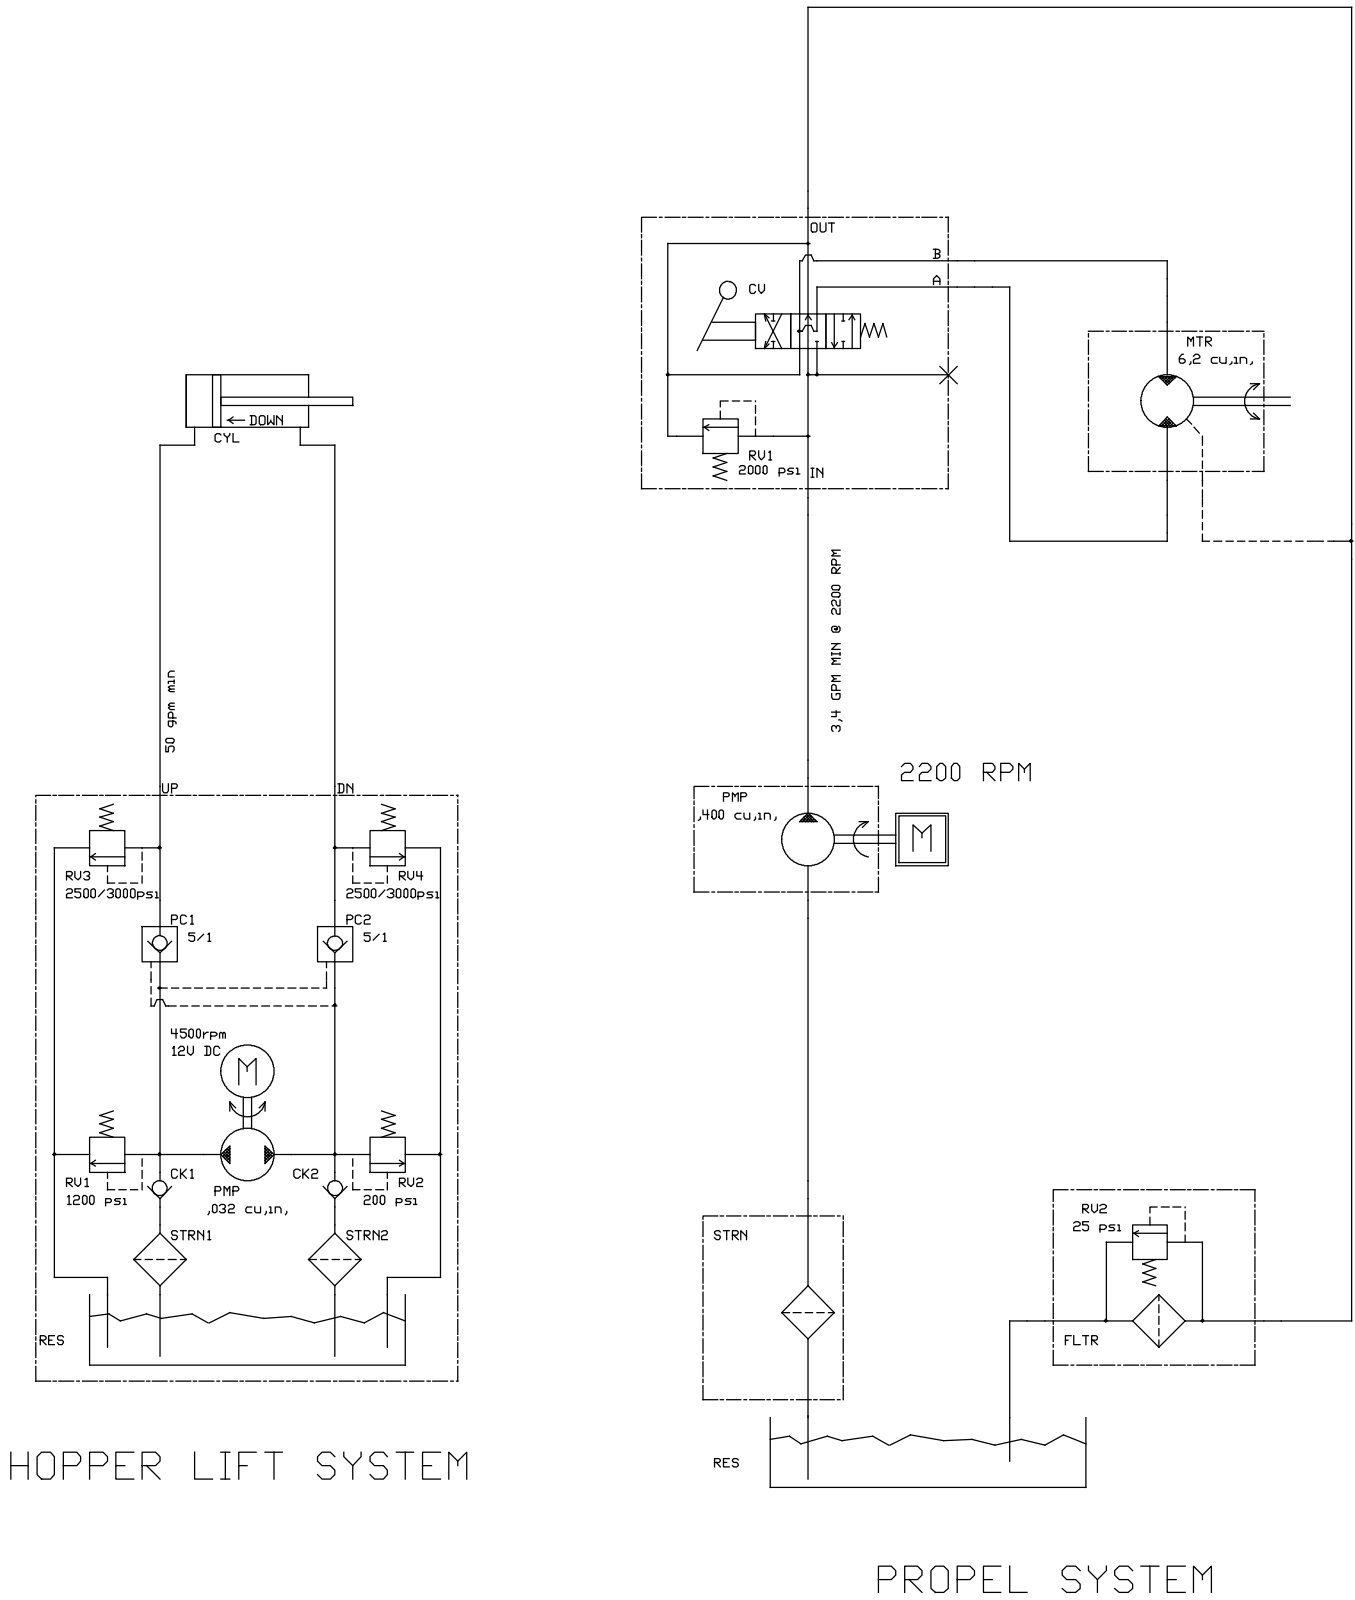 OUT
B
A
CV
MTR
6,2 cu,in,
DOWN
CYL
RV1
2000 psi
IN
3,4 GPM MIN @ 2200 RPM
50 gpm min
2200 RPM
UP
DN
PMP
,400 cu,in,
M
RV3
2500/3000psi
RV4
2500/3000psi
PC1
5/1
PC2
5/1
4500rpm
12V DC
M
RV1
1200 psi
CK1
CK2
RV2
200 psi
PMP
,032 cu,in,
STRN1
STRN2
STRN
RV2
25 psi
RES
FLTR
RES
HOPPER LIFT SYSTEM
PROPEL SYSTEM